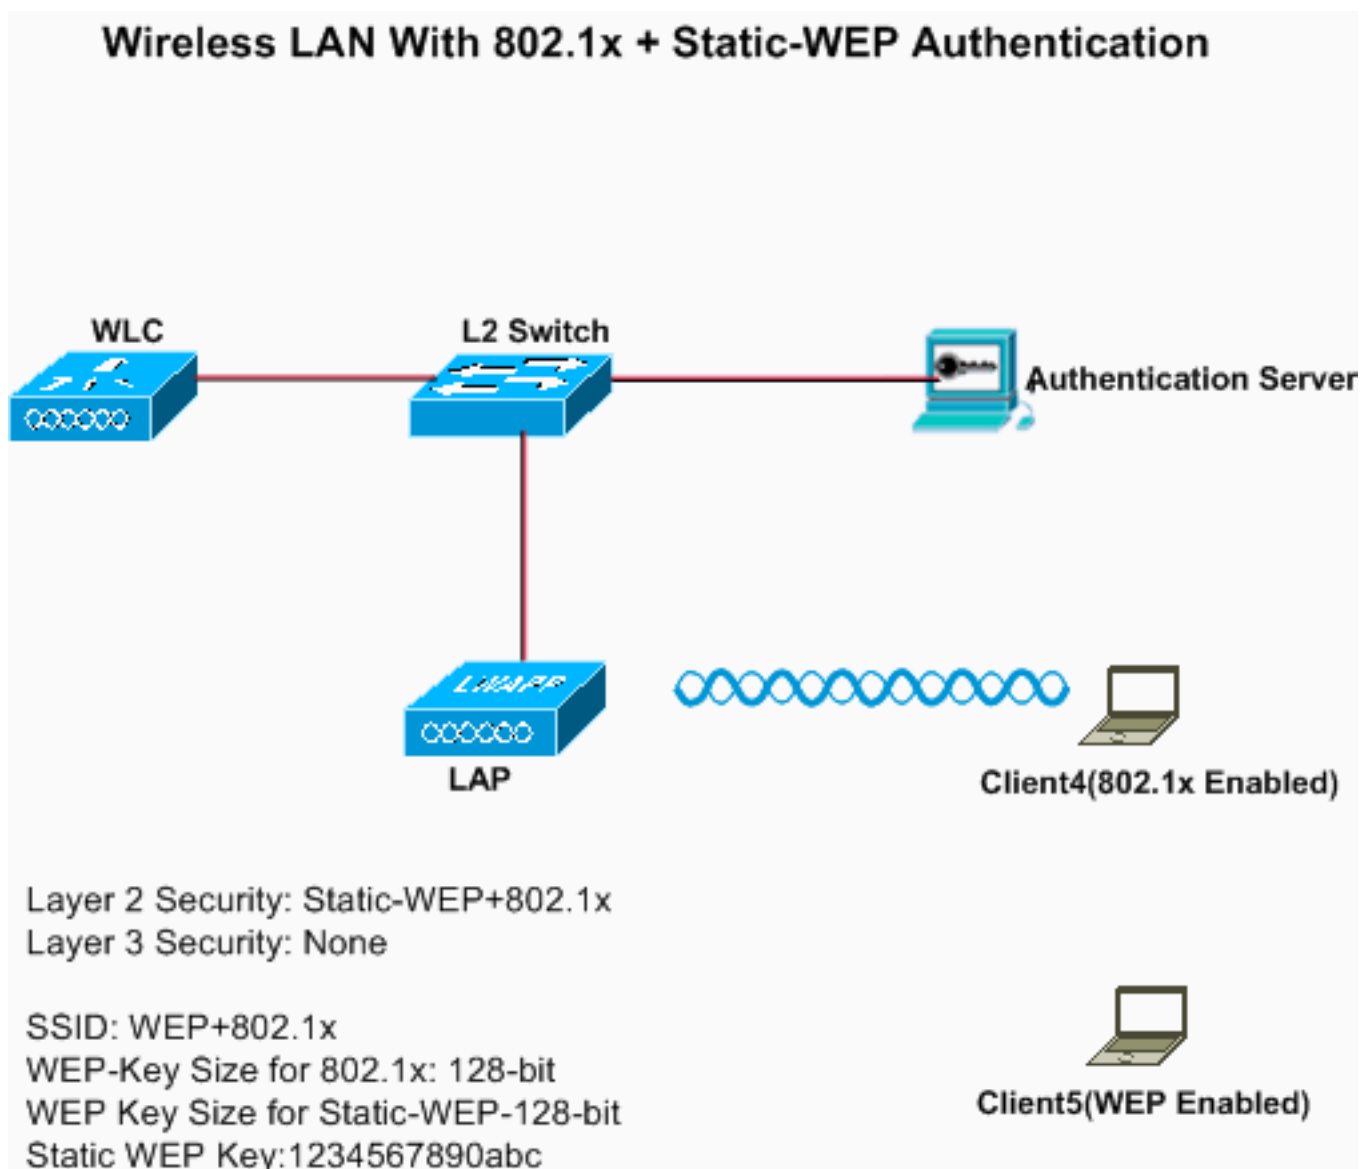 Wireless LAN With 802.1x + Static-WEP Authentication
WLC
L2 Switch
Authentication Server
LWAPP
LAP
Client4(802.1x Enabled)
Layer 2 Security: Static-WEP+802.1x
Layer 3 Security: None
SSID: WEP+802.1x
WEP-Key Size for 802.1x: 128-bit
WEP Key Size for Static-WEP-128-bit
Static WEP Key:1234567890abc
Client5(WEP Enabled)